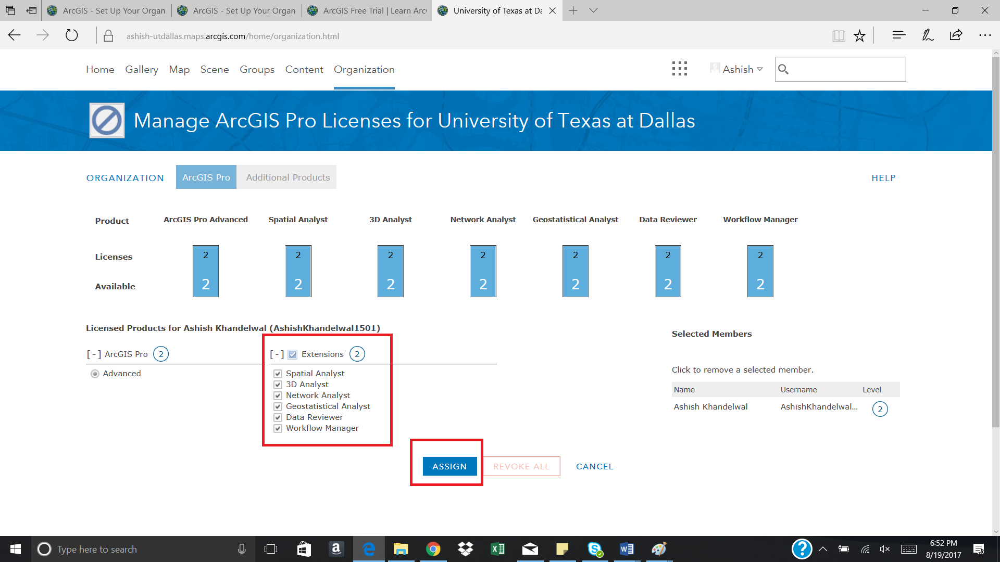 ArcGIS - Set Up Your Organ ArcGIS - Set Up Your Organ ArcGIS Free Trial | Learn Arc University of Texas at Da
ashish-utdallas.maps.arcgis.com/home/organization.html
Home Gallery Map Scene Groups Content Organization Ashish
Manage ArcGIS Pro Licenses for University of Texas at Dallas
ORGANIZATION ArcGIS Pro Additional Products HELP
Product ArcGIS Pro Advanced Spatial Analyst 3D Analyst Network Analyst Geostatistical Analyst Data Reviewer Workflow Manager
Licenses 2 2 2 2 2 2 2
Available 2 2 2 2 2 2 2
Licensed Products for Ashish Khandelwal (AshishKhandelwal1501)
[-] ArcGIS Pro 2 [-] Extensions 2
Advanced Spatial Analyst
3D Analyst
Network Analyst
Geostatistical Analyst
Data Reviewer
Workflow Manager
Selected Members
Click to remove a selected member.
Name Username Level
Ashish Khandelwal AshishKhandelwal... 2
ASSIGN REVOKE ALL CANCEL
Type here to search
6:52 PM
8/19/2017